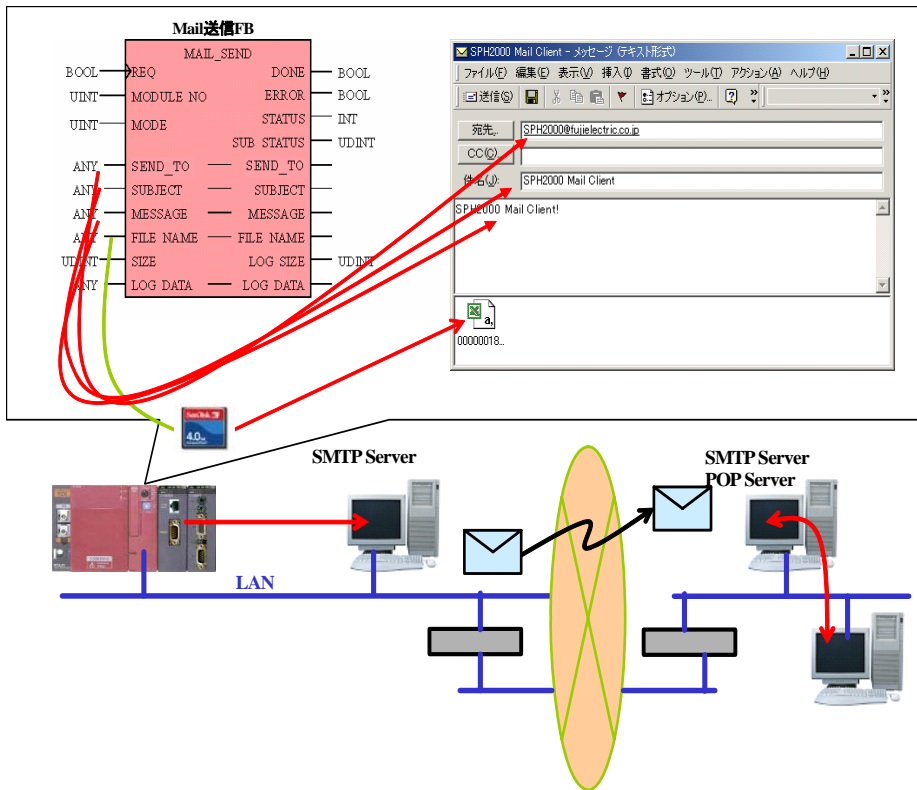 Mail送信FB
MAIL_SEND
BOOL REQ DONE BOOL
UINT MODULE NO ERROR BOOL
UINT MODE STATUS INT
SUB STATUS UDINT
ANY SEND_TO SEND_TO
ANY SUBJECT SUBJECT
ANY MESSAGE MESSAGE
ANY FILE NAME FILE NAME
UDINT SIZE LOG SIZE UDINT
ANY LOG DATA LOG DATA
SPH2000 Mail Client - メッセージ (テキスト形式)
ファイル(F) 編集(E) 表示(V) 挿入(I) 書式(O) ツール(T) アクション(A) ヘルプ(H)
送信(S) オプション(P)...
宛先... SPH2000@fujielectric.co.jp
CC(C)...
件名(J): SPH2000 Mail Client
SPH2000 Mail Client!
a,
00000018...
SanDisk
4.0
SMTP Server
SMTP Server
POP Server
LAN